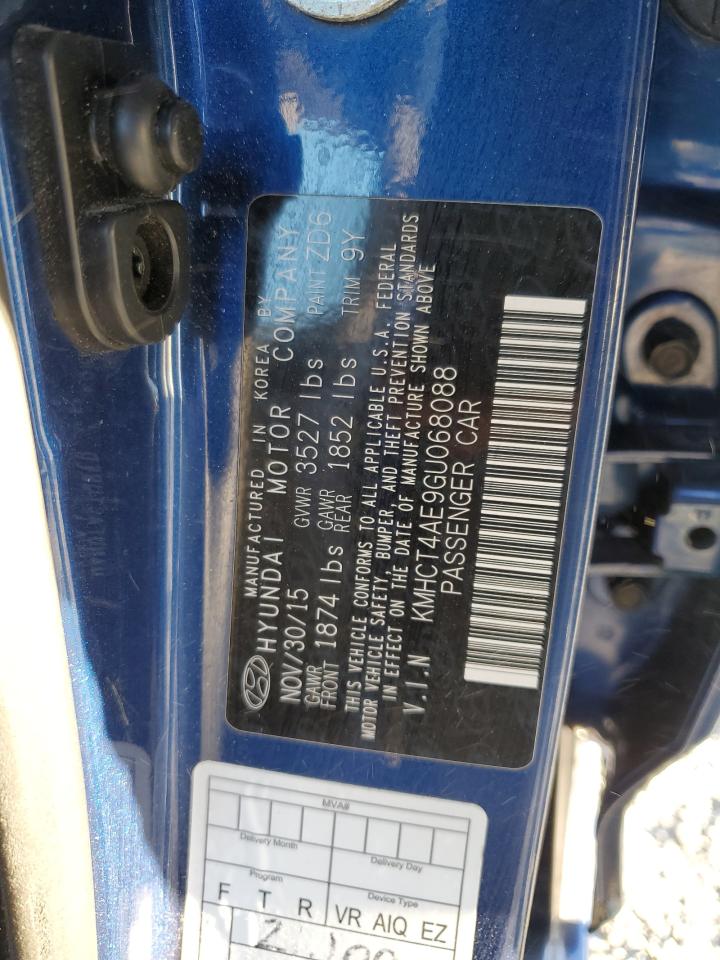 MANUFACTURED IN KOREA BY
HYUNDAI MOTOR COMPANY
NOV/30/15 GVWR 3527 lbs PAINT ZD6
GAWR FRONT 1874 lbs GAWR REAR 1852 lbs TRIM 9Y
THIS VEHICLE CONFORMS TO ALL APPLICABLE U.S.A. FEDERAL
MOTOR VEHICLE SAFETY, BUMPER, AND THEFT PREVENTION STANDARDS
IN EFFECT ON THE DATE OF MANUFACTURE SHOWN ABOVE
V.I.N KMHCT4AE9GU068088
PASSENGER CAR
MVA#
Delivery Month Delivery Day
Program Device Type
F T R VR AIQ EZ